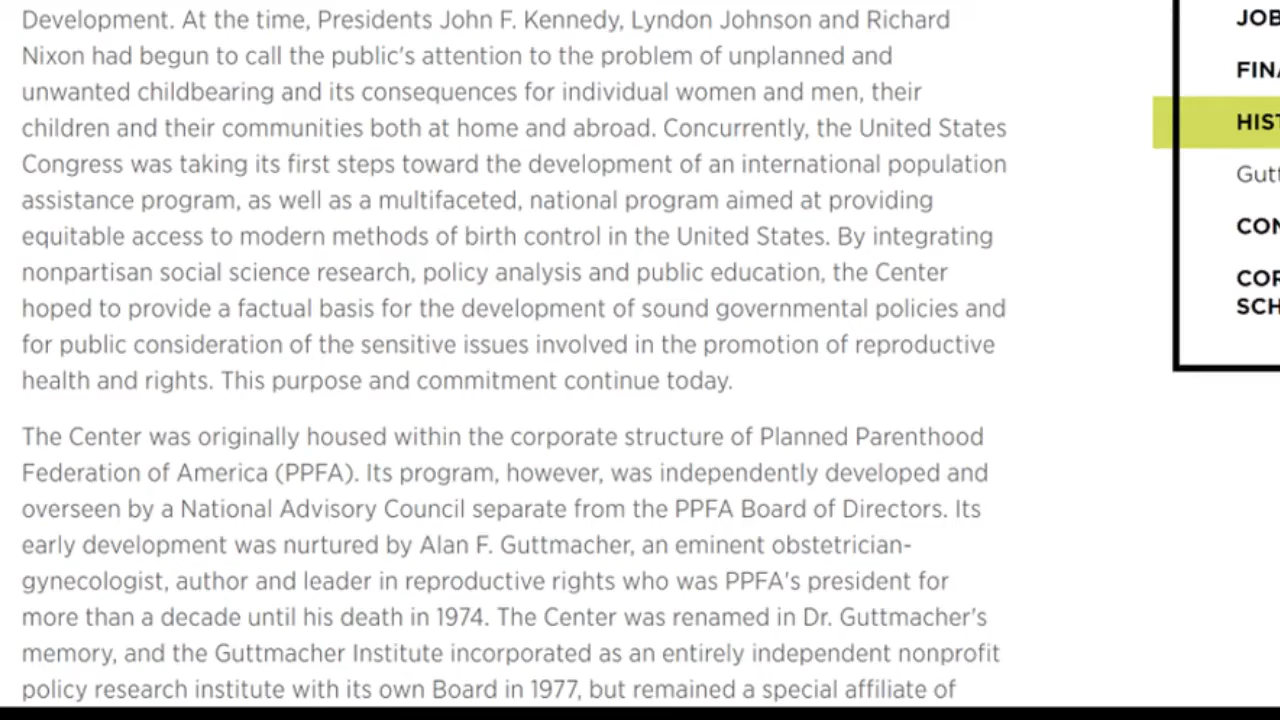 Development. At the time, Presidents John F. Kennedy, Lyndon Johnson and Richard
Nixon had begun to call the public's attention to the problem of unplanned and
unwanted childbearing and its consequences for individual women and men, their
children and their communities both at home and abroad. Concurrently, the United States
Congress was taking its first steps toward the development of an international population
assistance program, as well as a multifaceted, national program aimed at providing
equitable access to modern methods of birth control in the United States. By integrating
nonpartisan social science research, policy analysis and public education, the Center
hoped to provide a factual basis for the development of sound governmental policies and
for public consideration of the sensitive issues involved in the promotion of reproductive
health and rights. This purpose and commitment continue today.
The Center was originally housed within the corporate structure of Planned Parenthood
Federation of America (PPFA). Its program, however, was independently developed and
overseen by a National Advisory Council separate from the PPFA Board of Directors. Its
early development was nurtured by Alan F. Guttmacher, an eminent obstetrician-
gynecologist, author and leader in reproductive rights who was PPFA's president for
more than a decade until his death in 1974. The Center was renamed in Dr. Guttmacher's
memory, and the Guttmacher Institute incorporated as an entirely independent nonprofit
policy research institute with its own Board in 1977, but remained a special affiliate of
JOB
FINA
HIST
Gutt
CON
COR
SCH